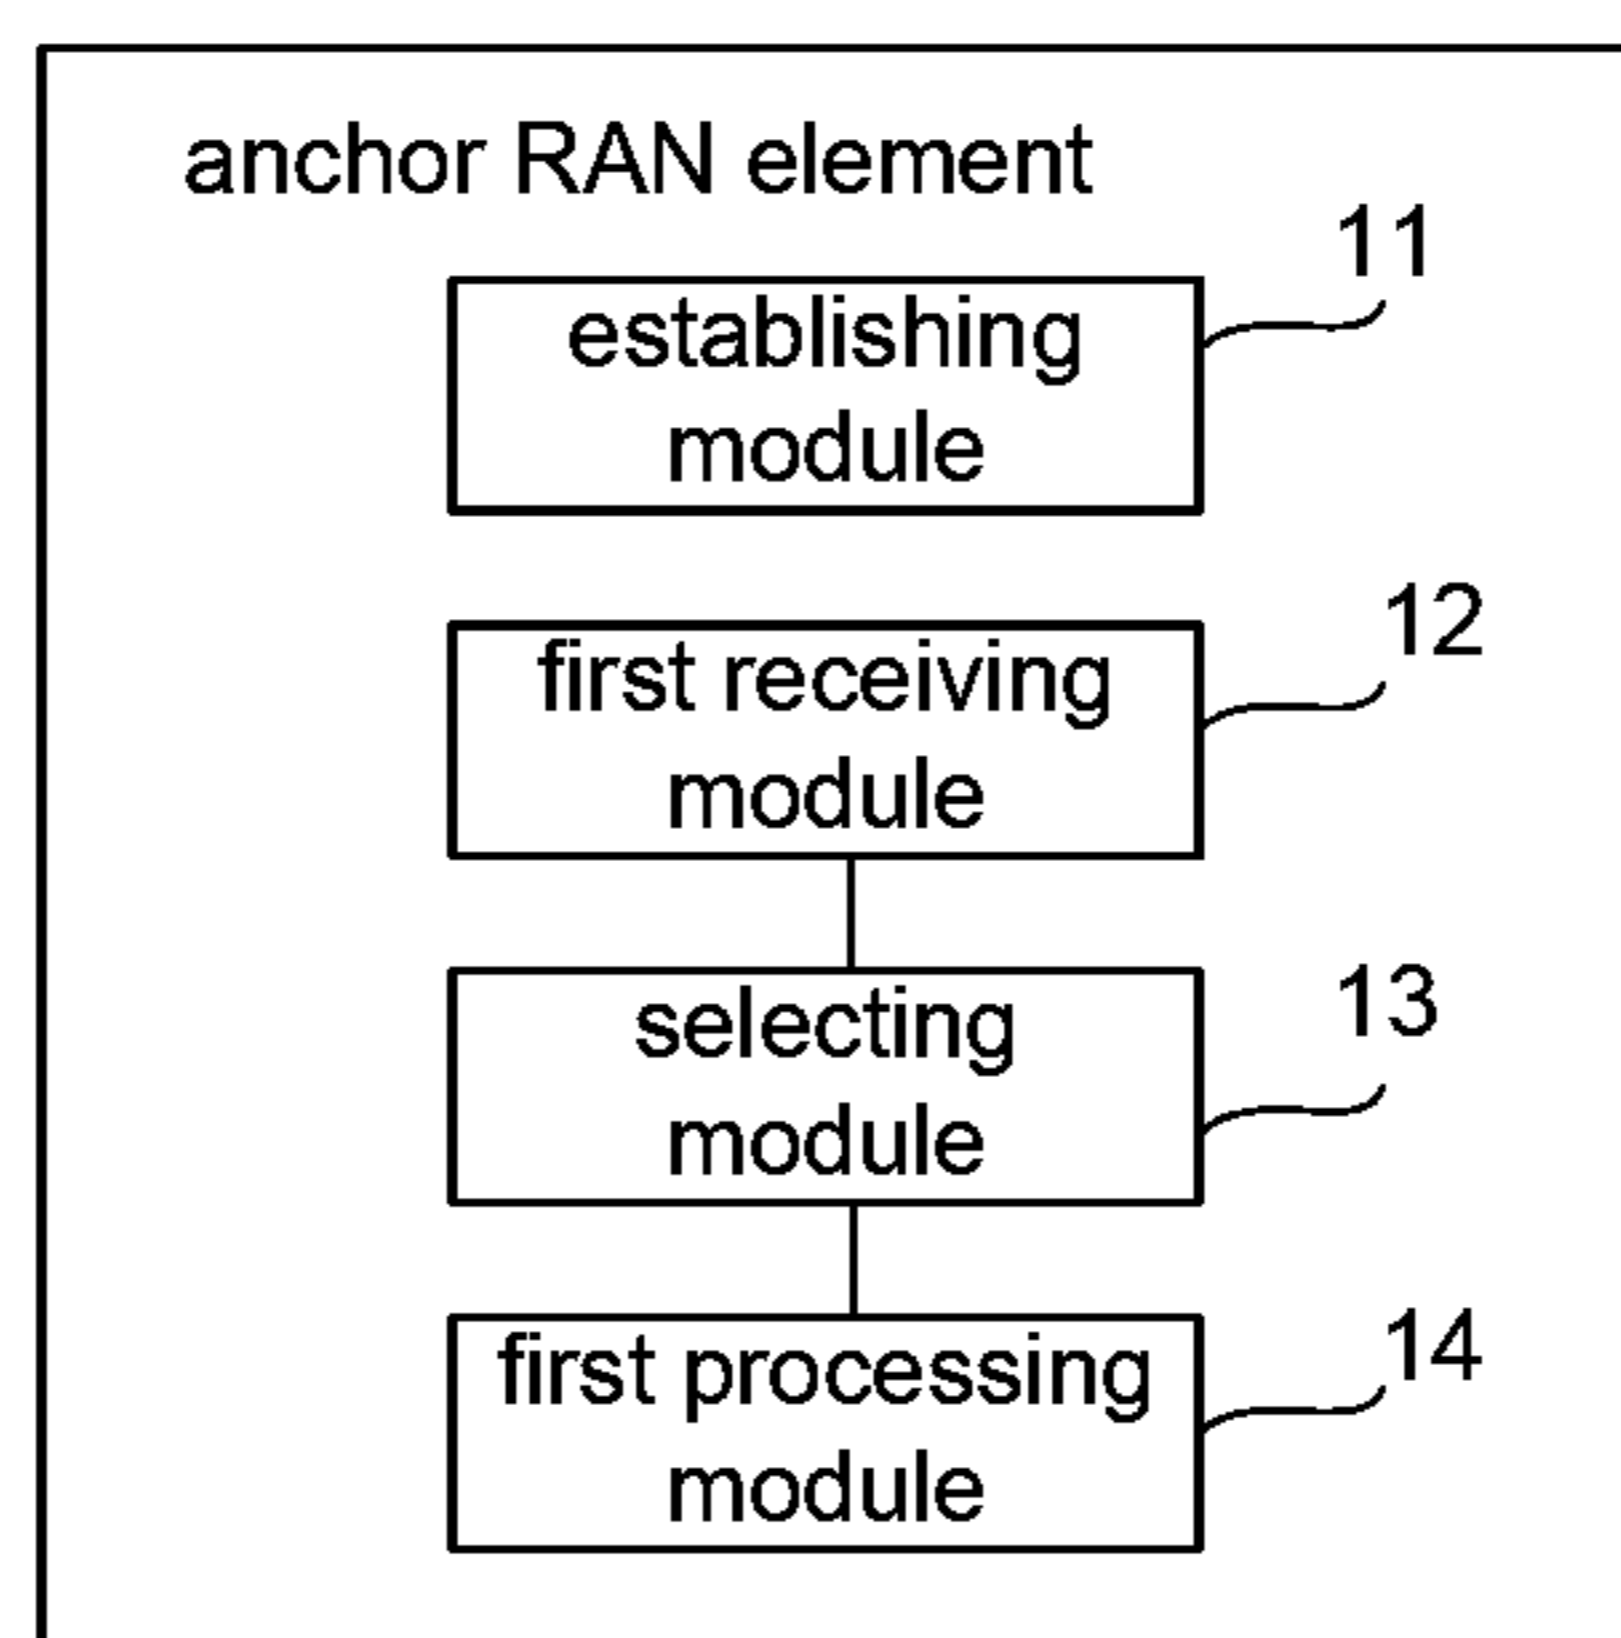 anchor RAN element
11
establishing
module
12
first receiving
module
13
selecting
module
14
first processing
module